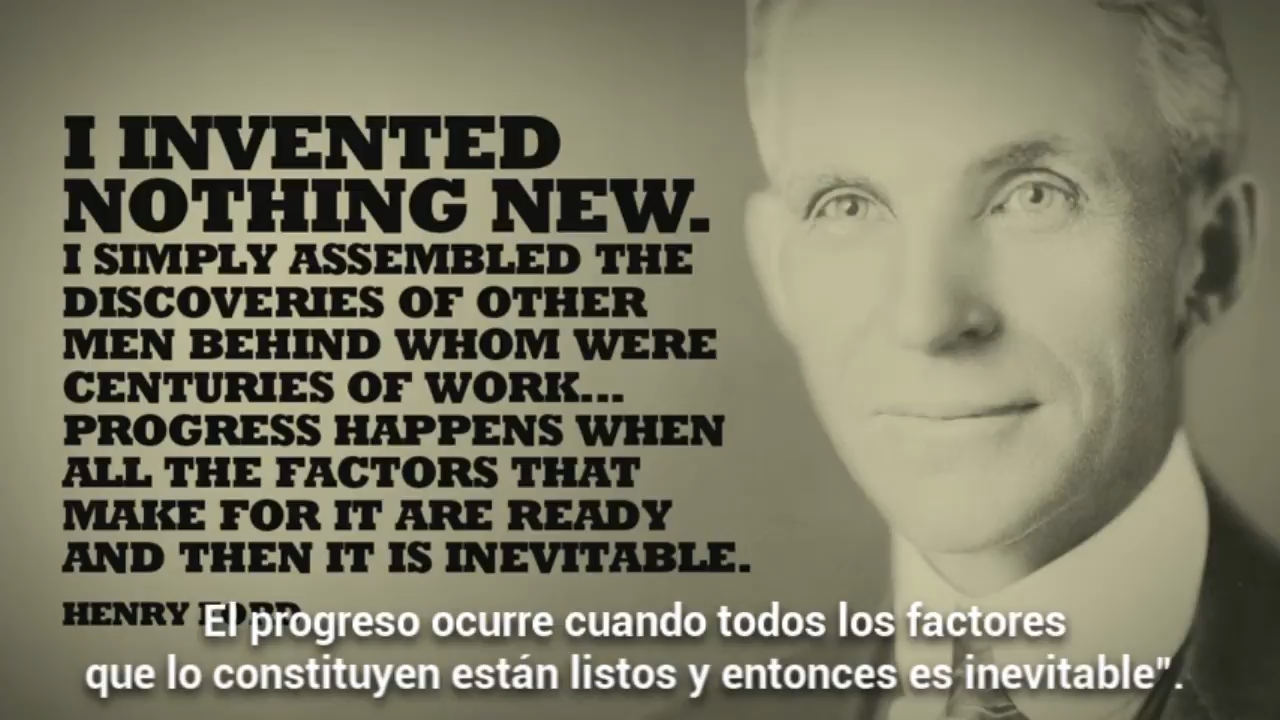 I INVENTED
NOTHING NEW.
I SIMPLY ASSEMBLED THE
DISCOVERIES OF OTHER
MEN BEHIND WHOM WERE
CENTURIES OF WORK...
PROGRESS HAPPENS WHEN
ALL THE FACTORS THAT
MAKE FOR IT ARE READY
AND THEN IT IS INEVITABLE.
HENRY FORD
El progreso ocurre cuando todos los factores
que lo constituyen están listos y entonces es inevitable".